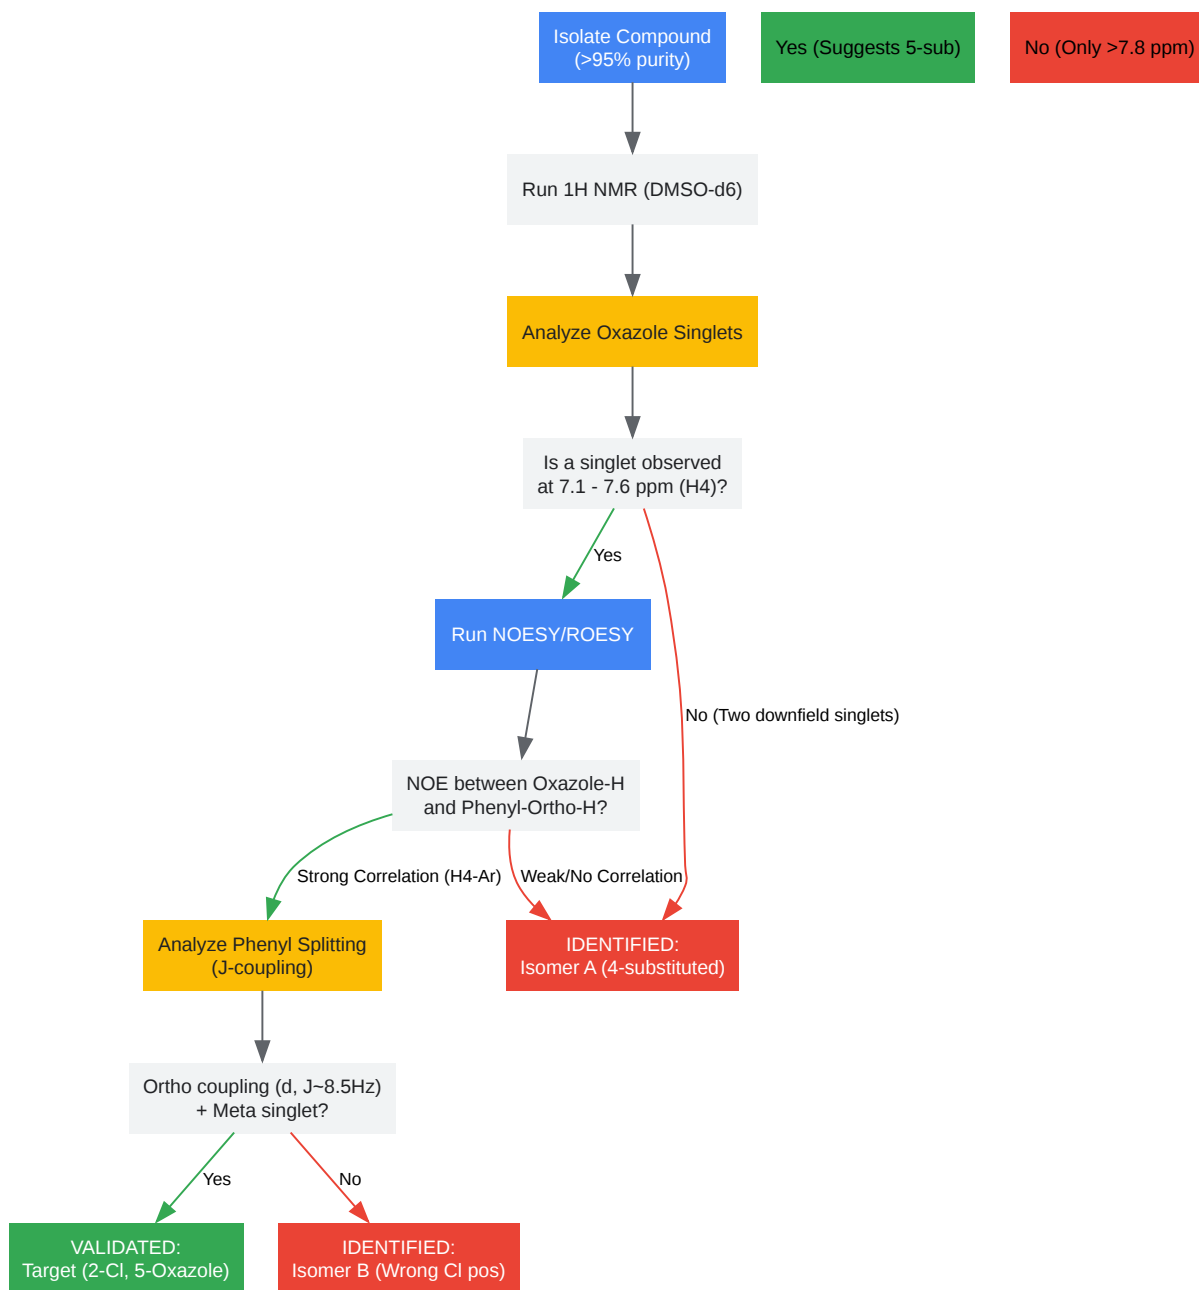 Isolate Compound
(>95% purity)
Yes (Suggests 5-sub)
No (Only >7.8 ppm)
Run 1H NMR (DMSO-d6)
Analyze Oxazole Singlets
Is a singlet observed
at 7.1 - 7.6 ppm (H4)?
Yes
Run NOESY/ROESY
No (Two downfield singlets)
NOE between Oxazole-H
and Phenyl-Ortho-H?
Strong Correlation (H4-Ar)
Weak/No Correlation
Analyze Phenyl Splitting
(J-coupling)
IDENTIFIED:
Isomer A (4-substituted)
Ortho coupling (d, J~8.5Hz)
+ Meta singlet?
Yes
No
VALIDATED:
Target (2-Cl, 5-Oxazole)
IDENTIFIED:
Isomer B (Wrong Cl pos)